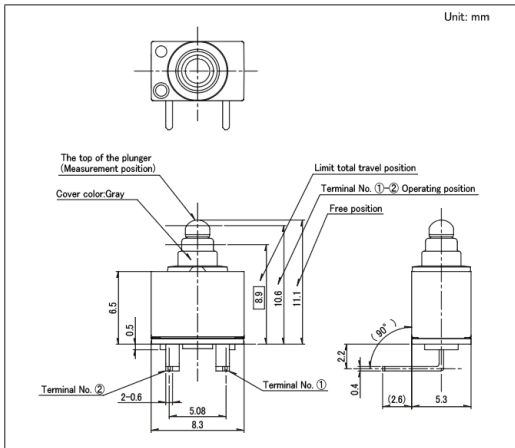 Unit: mm
The top of the plunger
(Measurement position)
Cover color:Gray
Limit total travel position
Terminal No. ①-② Operating position
Free position
6.5
0.5
8.9
10.6
11.1
Terminal No. ②
Terminal No. ①
2-0.6
5.08
8.3
(90°)
2.2
0.4
(2.6)
5.3